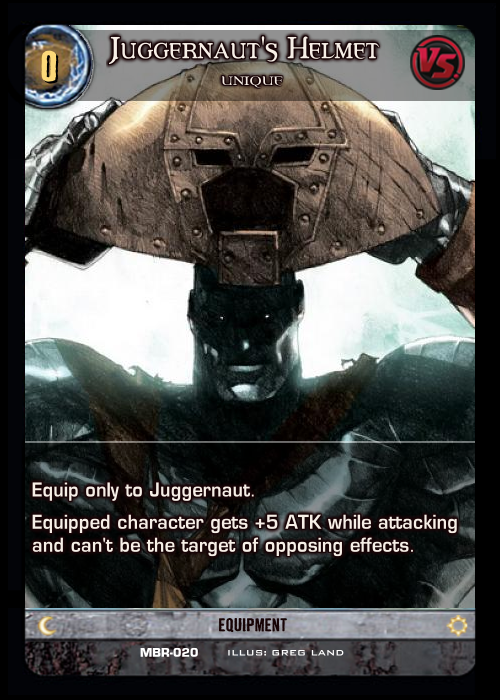 0
Juggernaut's Helmet
VS
UNIQUE
Equip only to Juggernaut.
Equipped character gets +5 ATK while attacking
and can't be the target of opposing effects.
EQUIPMENT
MBR-020 ILLUS: GREG LAND